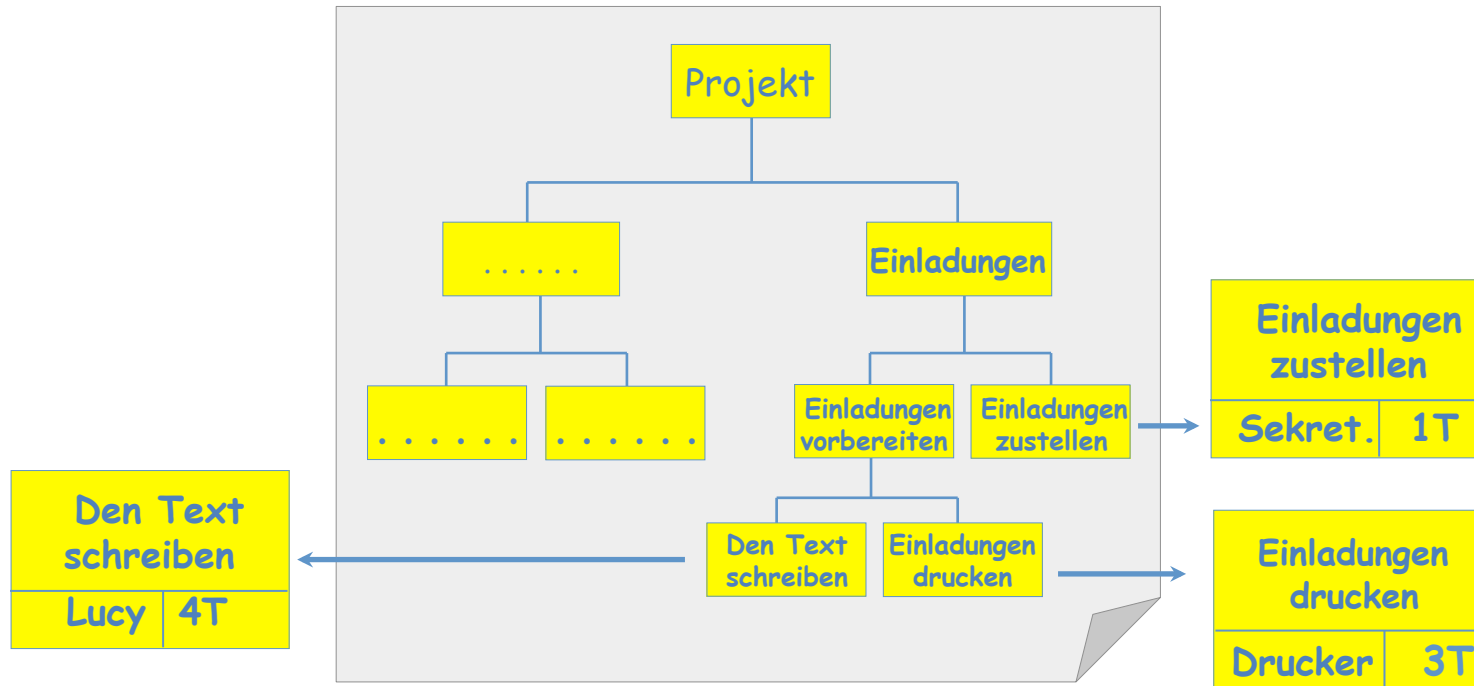 Projekt
. . . . . .
Einladungen
. . . . . .
. . . . . .
Einladungen
vorbereiten
Einladungen
zustellen
Den Text
schreiben
Einladungen
drucken
Einladungen
zustellen
Sekret. 1T
Den Text
schreiben
Lucy 4T
Einladungen
drucken
Drucker 3T